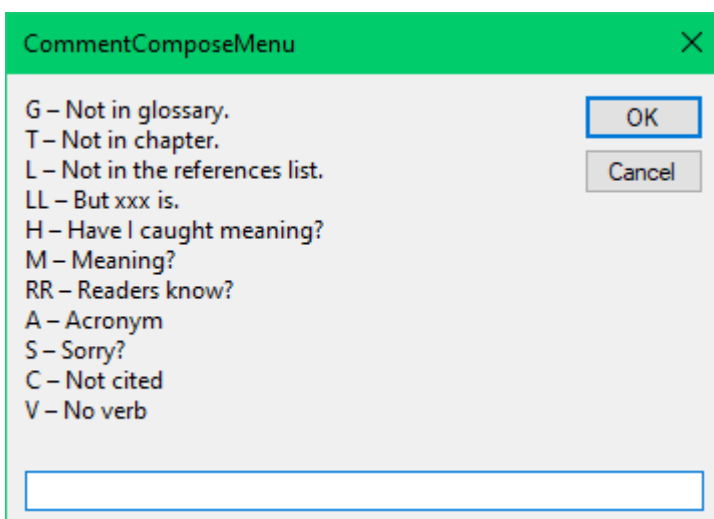 CommentComposeMenu
G – Not in glossary.
T – Not in chapter.
L – Not in the references list.
LL – But xxx is.
H – Have I caught meaning?
M – Meaning?
RR – Readers know?
A – Acronym
S – Sorry?
C – Not cited
V – No verb
OK
Cancel